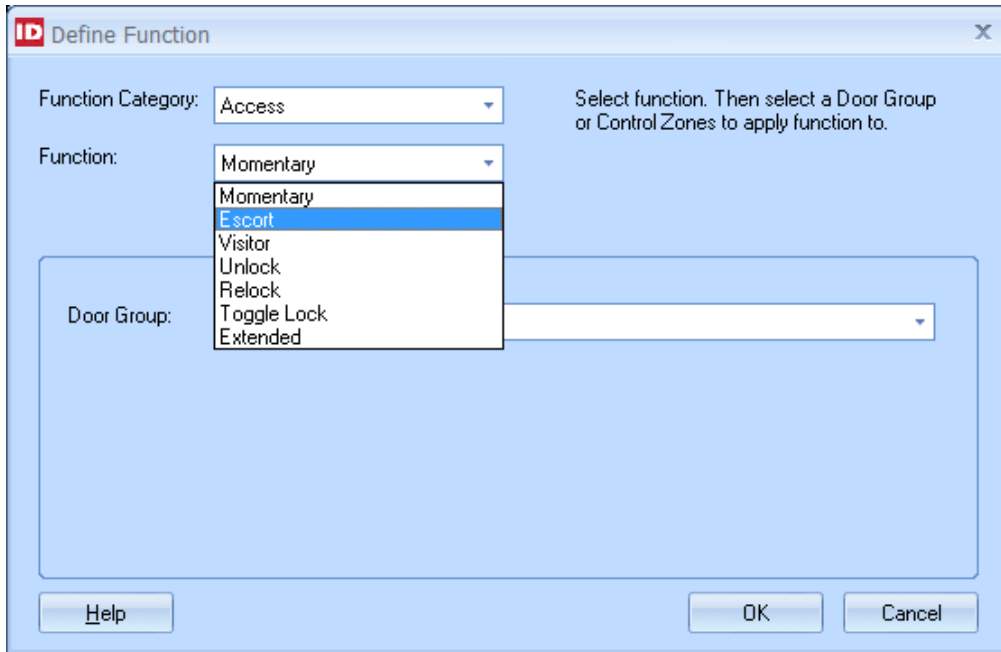 ID Define Function
Function Category: Access
Select function. Then select a Door Group
or Control Zones to apply function to.
Function: Momentary
Momentary
Escort
Visitor
Unlock
Relock
Toggle Lock
Extended
Door Group:
Help
OK
Cancel